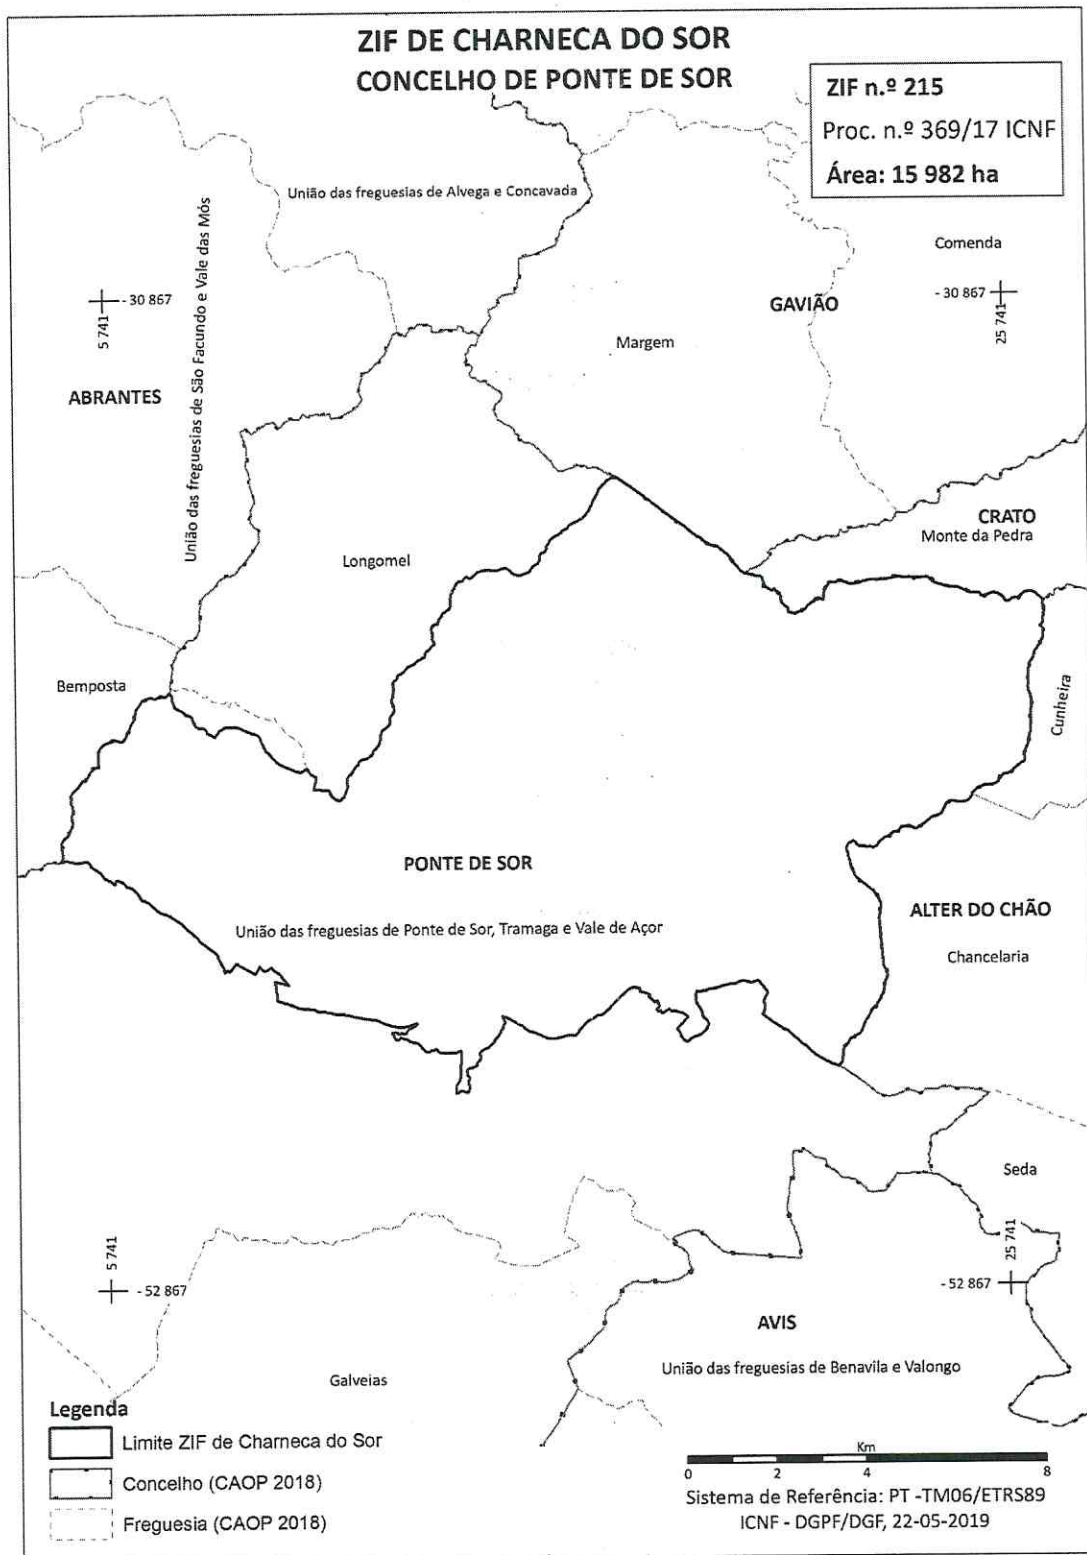 ZIF DE CHARNECA DO SOR
CONCELHO DE PONTE DE SOR
ZIF n.º 215
Proc. n.º 369/17 ICNF
Área: 15 982 ha
União das freguesias de Alvega e Concavada
União das freguesias de São Facundo e Vale das Mós
Comenda
- 30 867
5 741
- 30 867
25 741
GAVIÃO
Margem
ABRANTES
CRATO
Monte da Pedra
Longomel
Bemposta
Cunheira
PONTE DE SOR
União das freguesias de Ponte de Sor, Tramaga e Vale de Açor
ALTER DO CHÃO
Chancelaria
Seda
5 741
- 52 867
25 741
- 52 867
AVIS
União das freguesias de Benavila e Valongo
Galveias
Legenda
Limite ZIF de Charneca do Sor
Concelho (CAOP 2018)
Freguesia (CAOP 2018)
Km
0 2 4 8
Sistema de Referência: PT -TM06/ETRS89
ICNF - DGPF/DGF, 22-05-2019